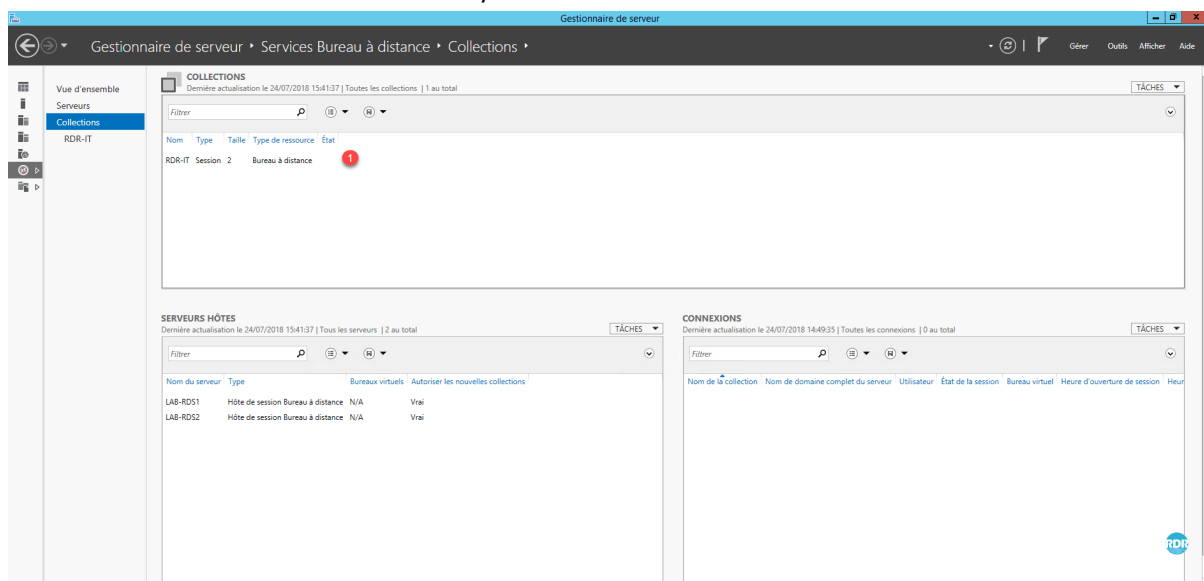 Gestionnaire de serveur
Gestionnaire de serveur ‣ Services Bureau à distance ‣ Collections ‣
Gérer Outils Afficher Aide
Vue d'ensemble
Serveurs
Collections
RDR-IT
COLLECTIONS
Dernière actualisation le 24/07/2018 15:41:37 | Toutes les collections | 1 au total
TÂCHES
Filtrer
Nom Type Taille Type de ressource État
RDR-IT Session 2 Bureau à distance
1
SERVEURS HÔTES
Dernière actualisation le 24/07/2018 15:41:37 | Tous les serveurs | 2 au total
TÂCHES
Filtrer
Nom du serveur Type Bureaux virtuels Autoriser les nouvelles collections
LAB-RDS1 Hôte de session Bureau à distance N/A Vrai
LAB-RDS2 Hôte de session Bureau à distance N/A Vrai
CONNEXIONS
Dernière actualisation le 24/07/2018 14:49:35 | Toutes les connexions | 0 au total
TÂCHES
Filtrer
Nom de la collection Nom de domaine complet du serveur Utilisateur État de la session Bureau virtuel Heure d'ouverture de session Heur
RDR